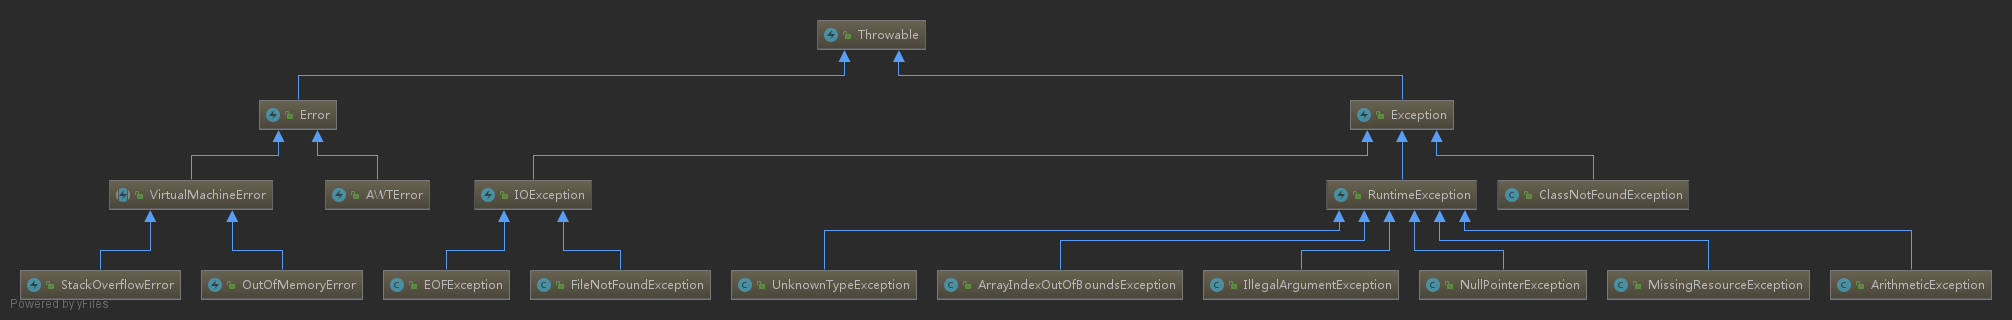 Throwable
Error
Exception
VirtualMachineError
AWTError
IOException
RuntimeException
ClassNotFoundException
StackOverflowError
OutOfMemoryError
EOFException
FileNotFoundException
UnknownTypeException
ArrayIndexOutOfBoundsException
IllegalArgumentException
NullPointerException
MissingResourceException
ArithmeticException
Powered by yFiles